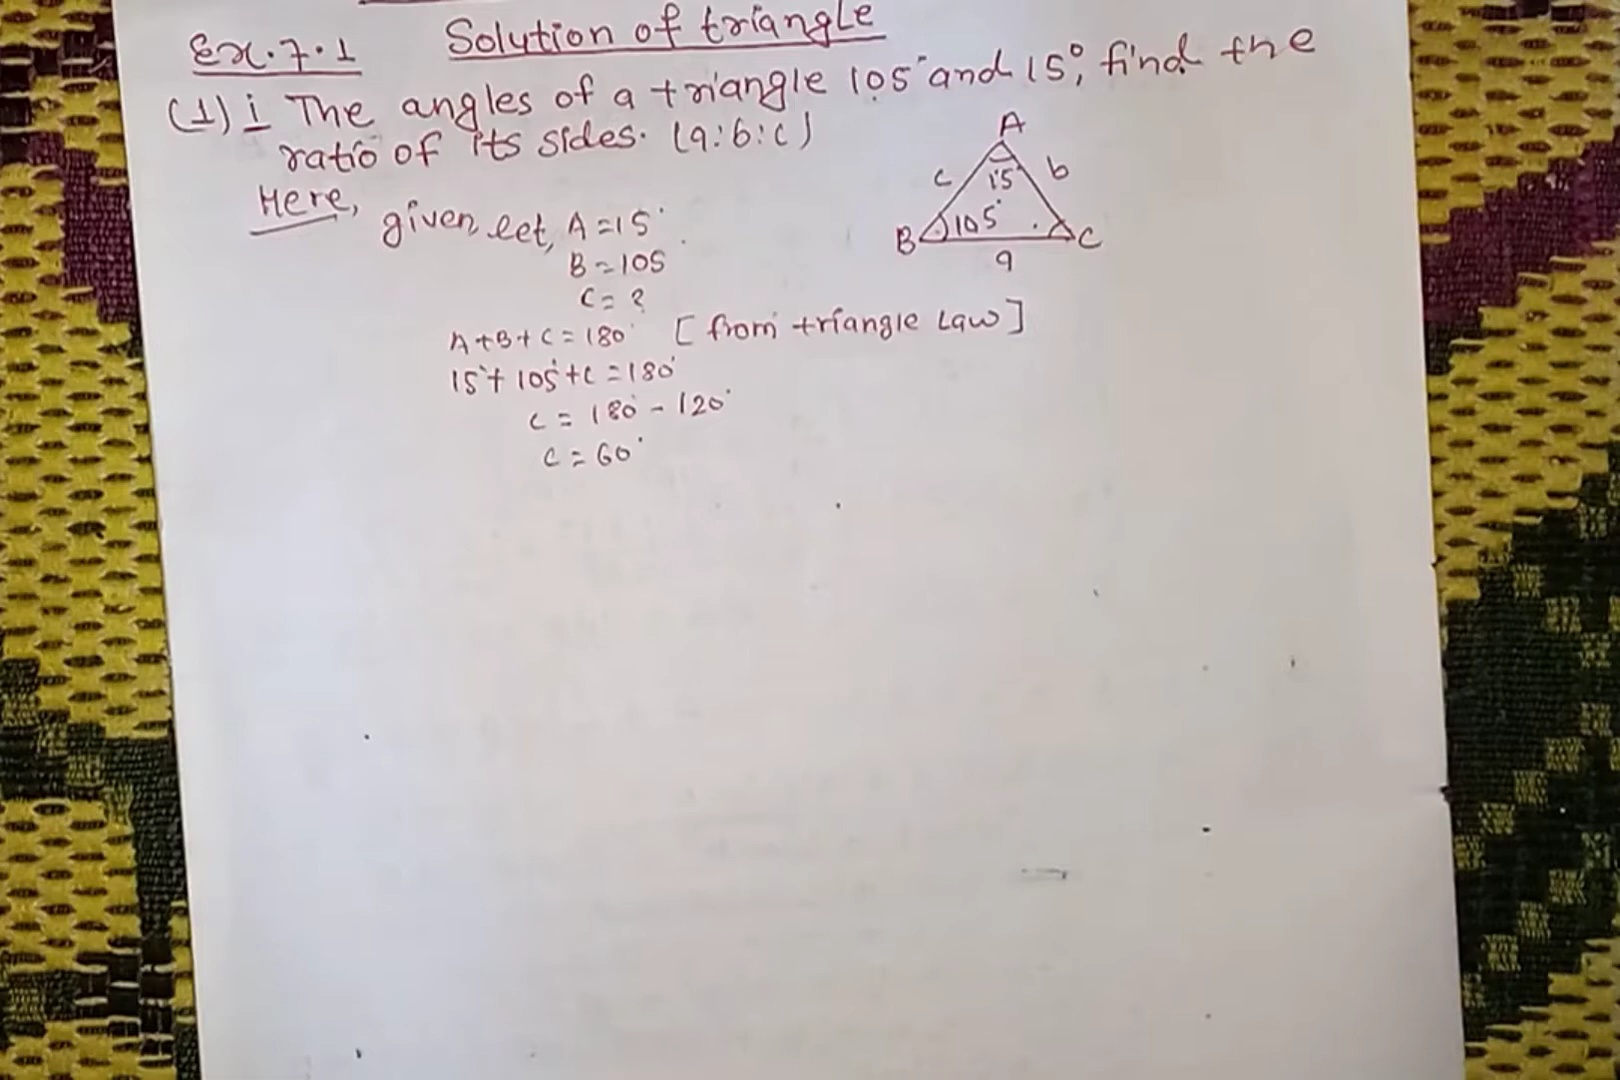 Ex.7.1 Solution of triangle
(1) i The angles of a triangle 105° and 15°, find the
ratio of its sides. (a:b:c)
Here,
given, let, A=15°
B=105
C=?
A+B+C=180° [from triangle Law]
15°+105°+C=180°
C=180°-120°
C=60°
A
c 15 b
B 105° C
a